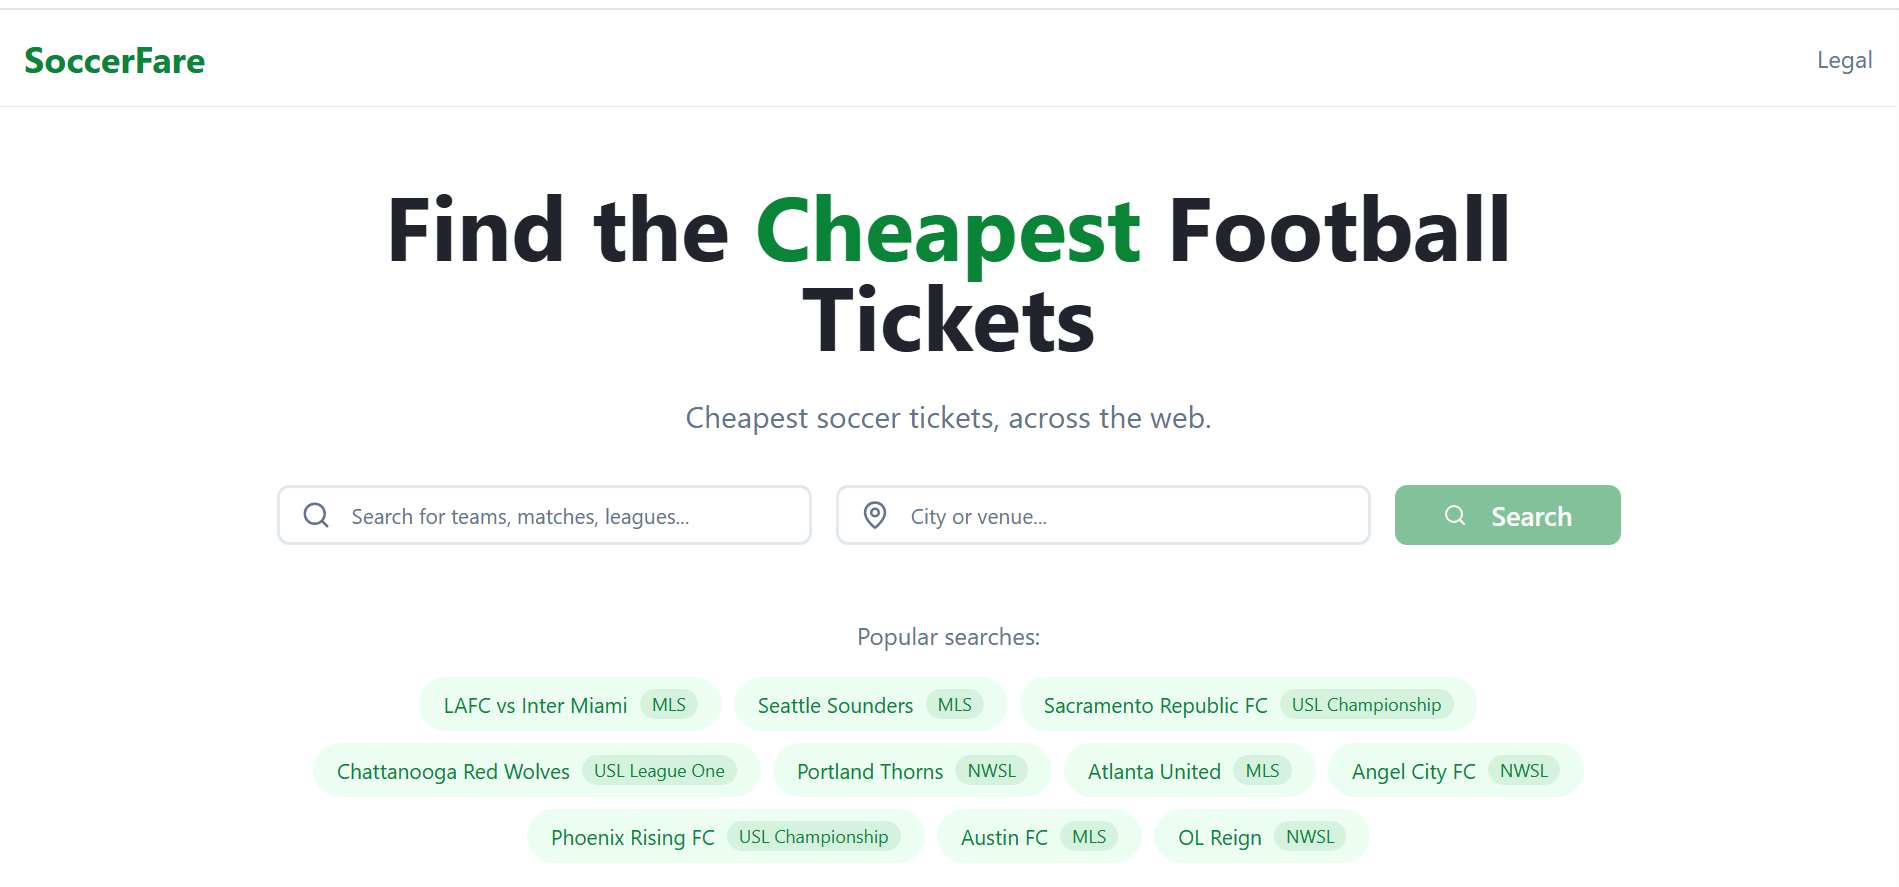 SoccerFare
Legal
Find the Cheapest Football
Tickets
Cheapest soccer tickets, across the web.
Search for teams, matches, leagues...
City or venue...
Search
Popular searches:
LAFC vs Inter Miami MLS
Seattle Sounders MLS
Sacramento Republic FC USL Championship
Chattanooga Red Wolves USL League One
Portland Thorns NWSL
Atlanta United MLS
Angel City FC NWSL
Phoenix Rising FC USL Championship
Austin FC MLS
OL Reign NWSL